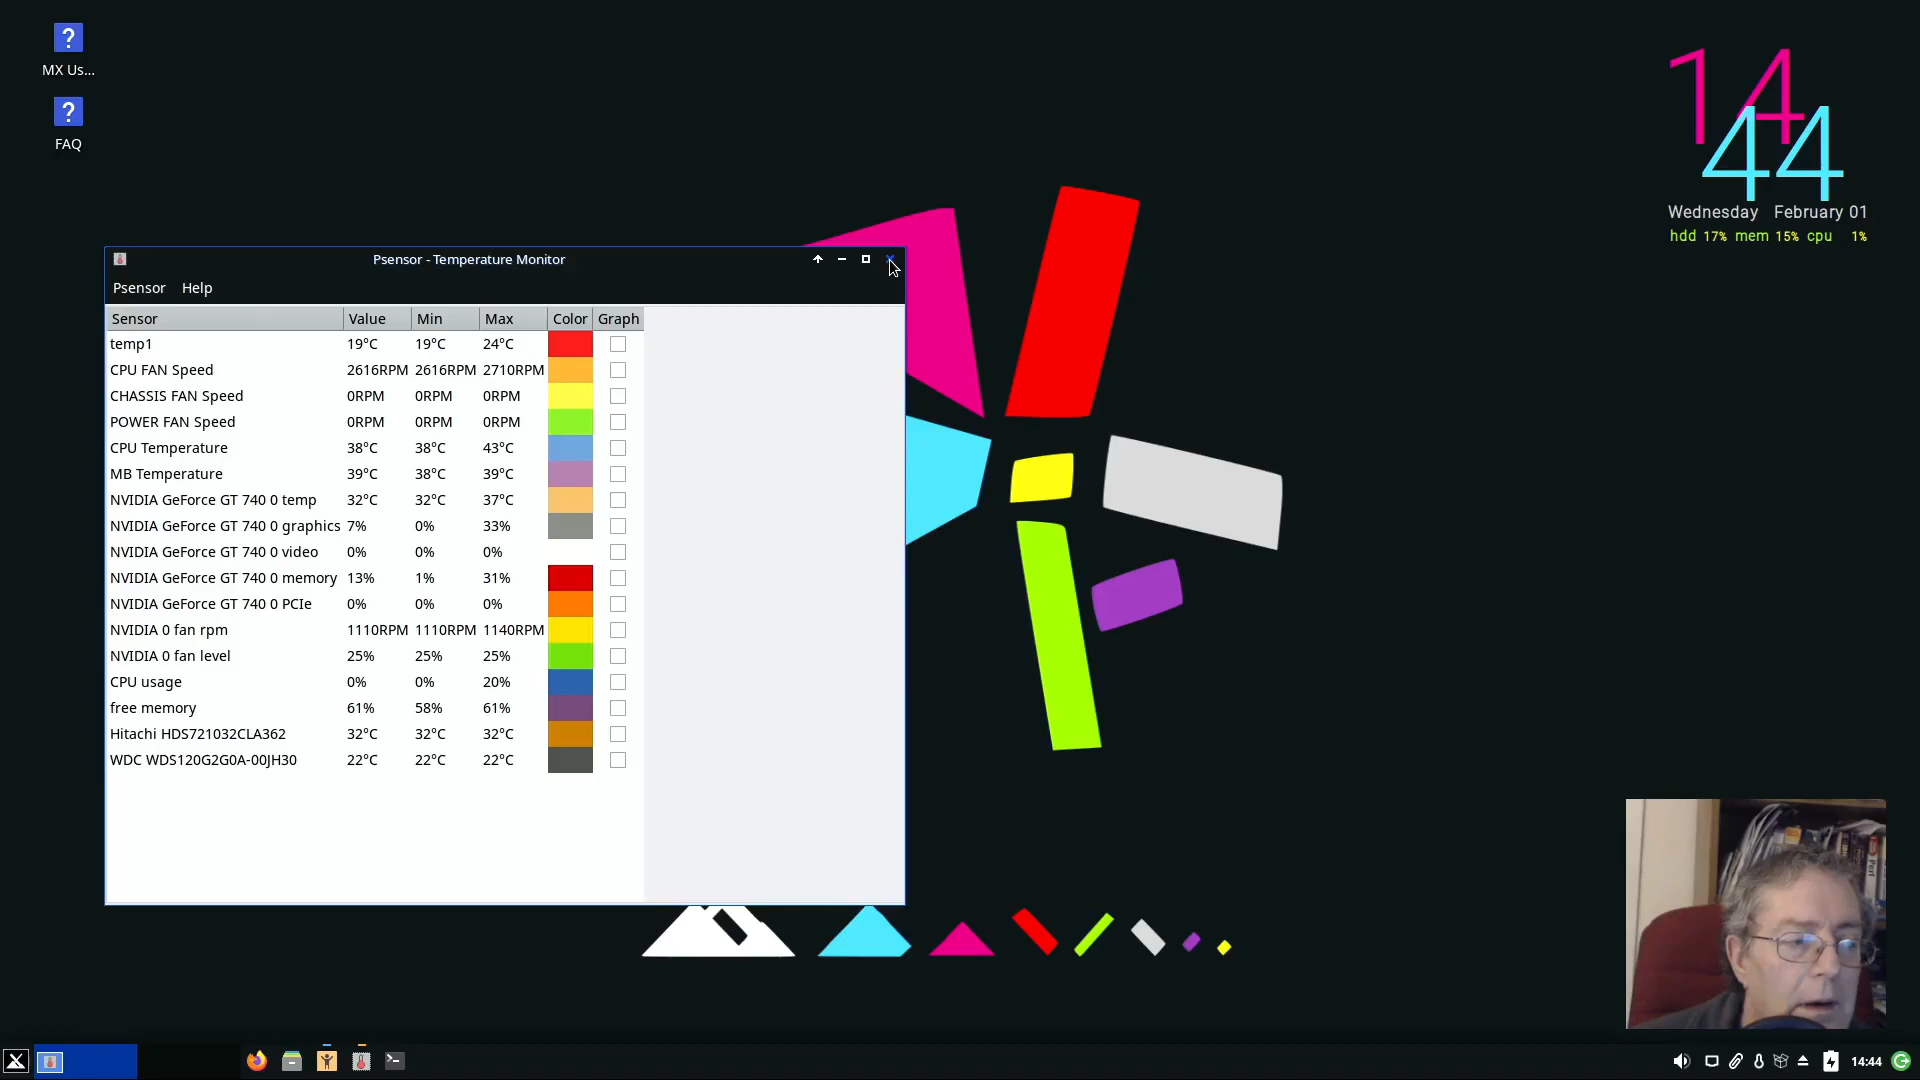 ?
MX Us...
?
FAQ
14
44
Wednesday February 01
hdd 17% mem 15% cpu 1%
Psensor - Temperature Monitor
Psensor Help
Sensor Value Min Max Color Graph
temp1 19°C 19°C 24°C
CPU FAN Speed 2616RPM 2616RPM 2710RPM
CHASSIS FAN Speed 0RPM 0RPM 0RPM
POWER FAN Speed 0RPM 0RPM 0RPM
CPU Temperature 38°C 38°C 43°C
MB Temperature 39°C 38°C 39°C
NVIDIA GeForce GT 740 0 temp 32°C 32°C 37°C
NVIDIA GeForce GT 740 0 graphics 7% 0% 33%
NVIDIA GeForce GT 740 0 video 0% 0% 0%
NVIDIA GeForce GT 740 0 memory 13% 1% 31%
NVIDIA GeForce GT 740 0 PCIe 0% 0% 0%
NVIDIA 0 fan rpm 1110RPM 1110RPM 1140RPM
NVIDIA 0 fan level 25% 25% 25%
CPU usage 0% 0% 20%
free memory 61% 58% 61%
Hitachi HDS721032CLA362 32°C 32°C 32°C
WDC WDS120G2G0A-00JH30 22°C 22°C 22°C
14:44